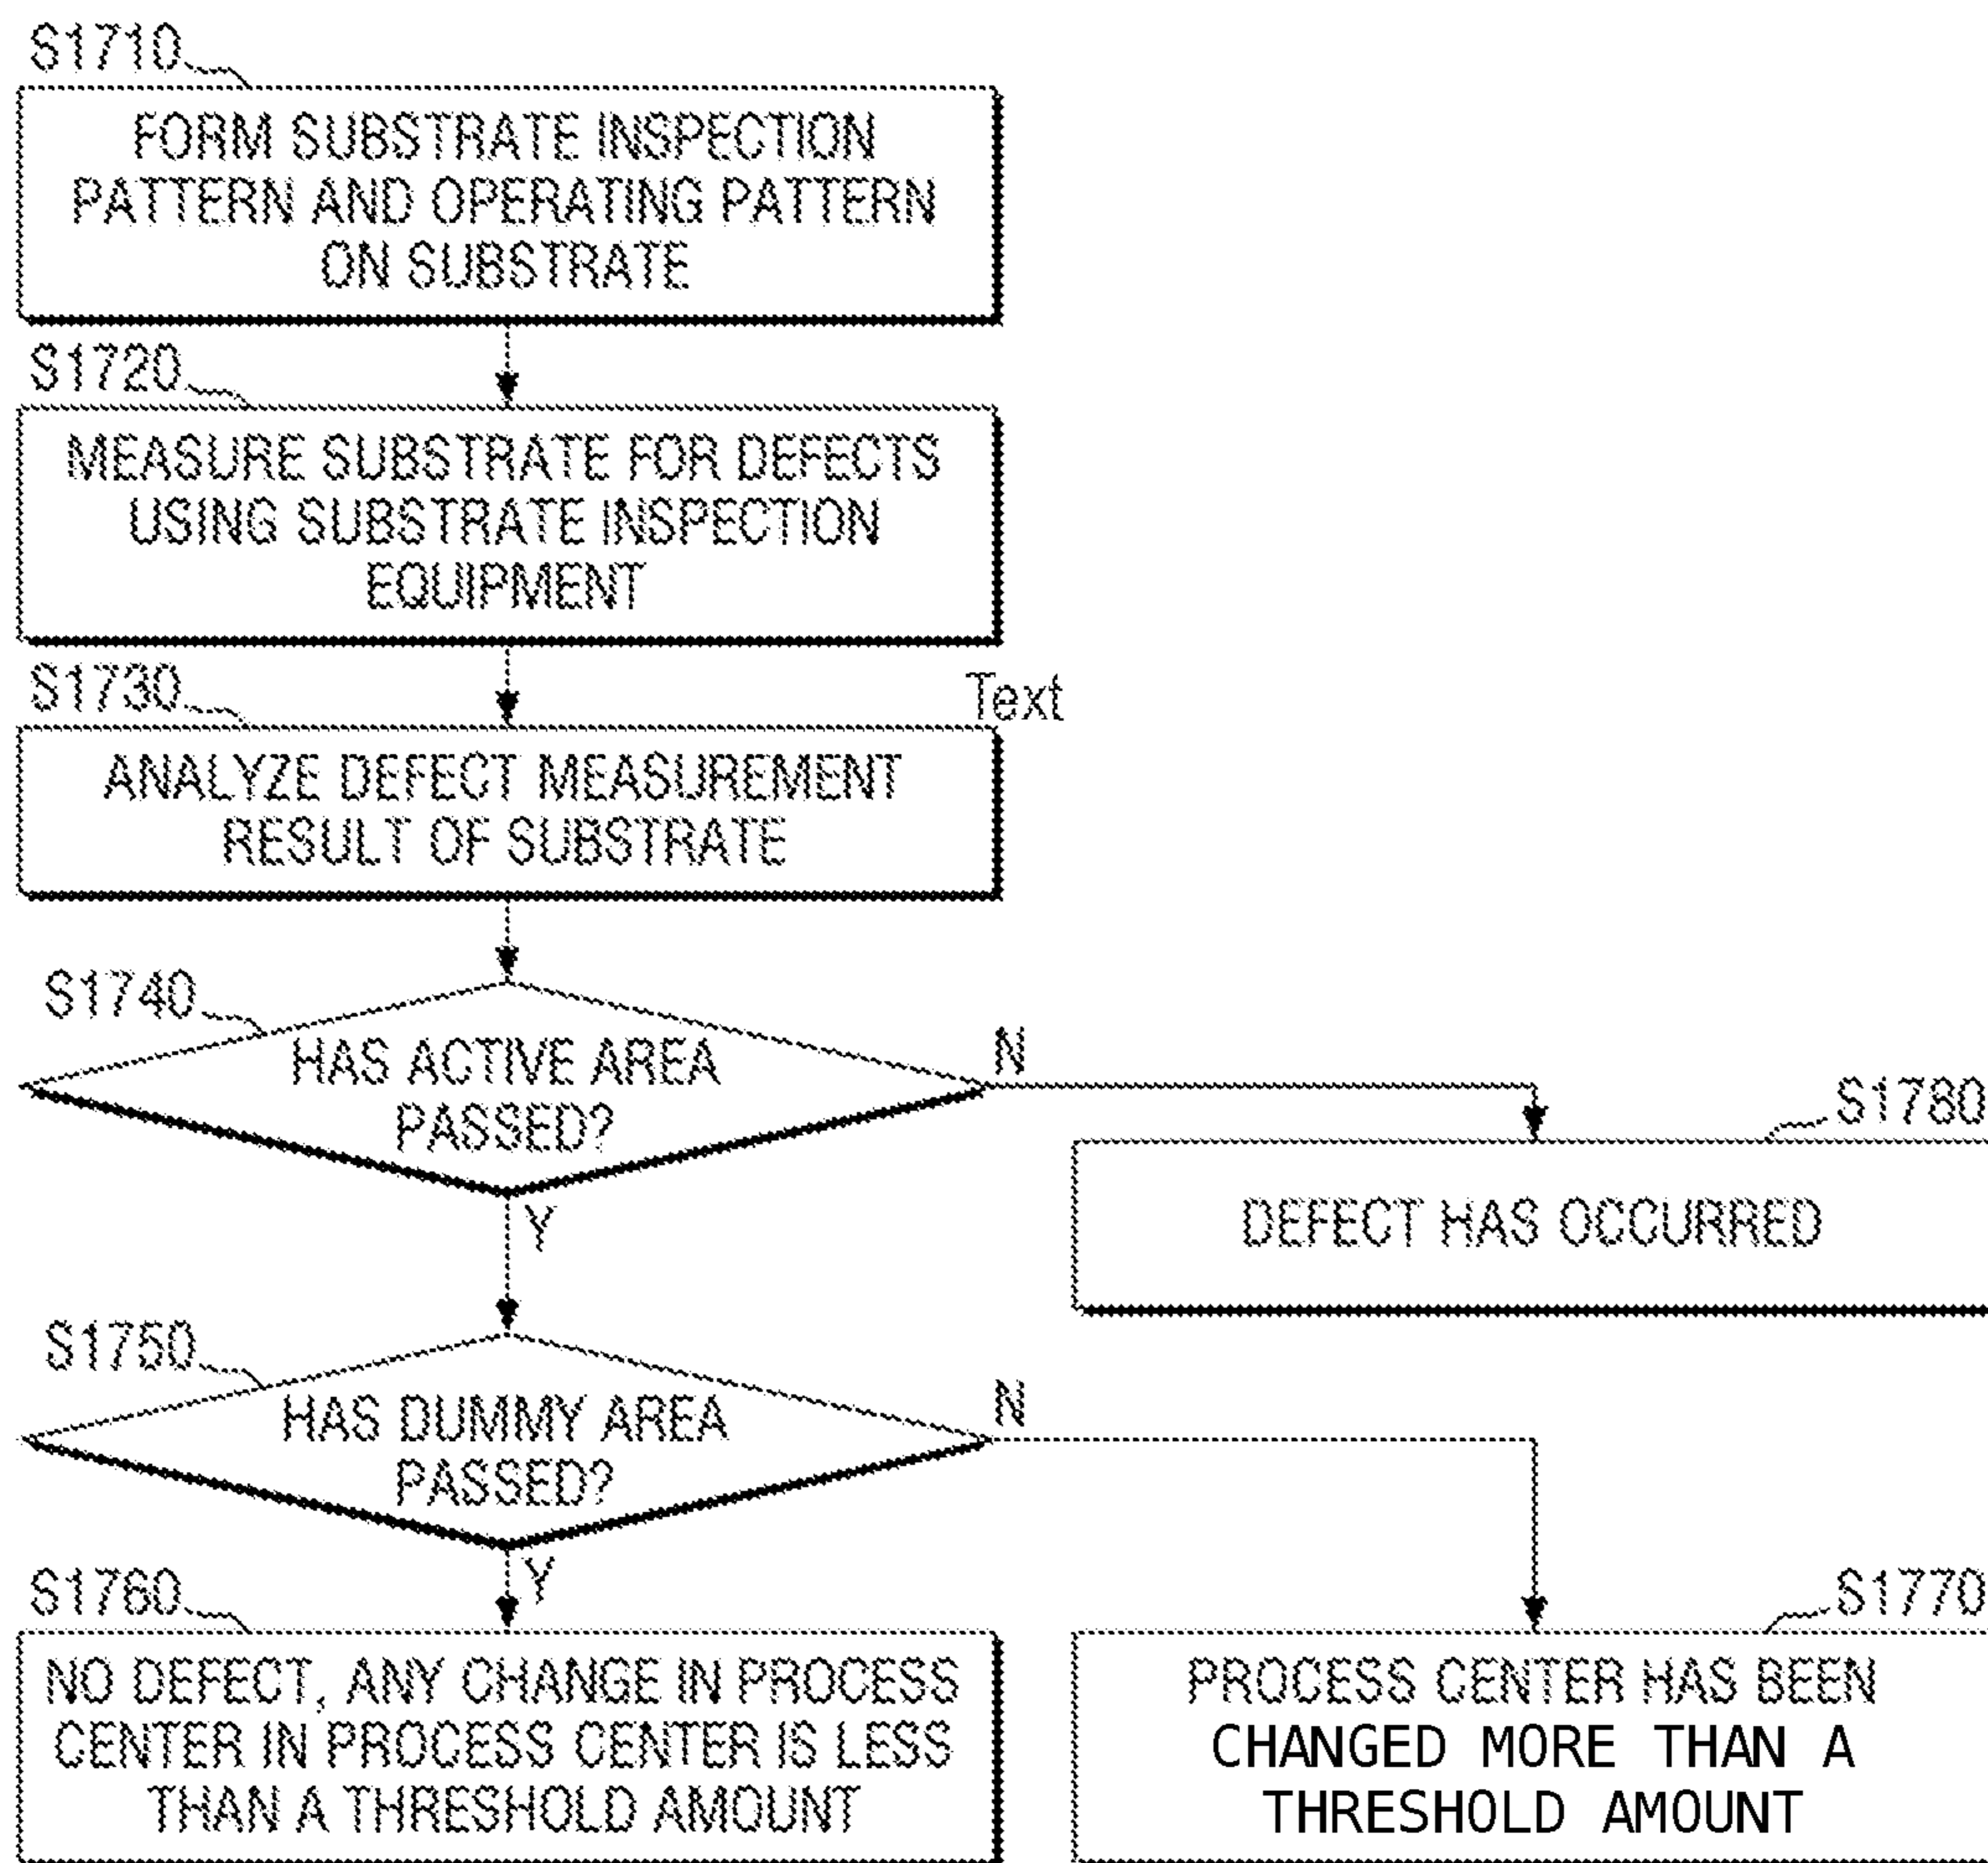 S1710
FORM SUBSTRATE INSPECTION
PATTERN AND OPERATING PATTERN
ON SUBSTRATE
S1720
MEASURE SUBSTRATE FOR DEFECTS
USING SUBSTRATE INSPECTION
EQUIPMENT
S1730
Text
ANALYZE DEFECT MEASUREMENT
RESULT OF SUBSTRATE
S1740
HAS ACTIVE AREA
PASSED?
N
Y
S1780
DEFECT HAS OCCURRED
S1750
HAS DUMMY AREA
PASSED?
N
Y
S1760
NO DEFECT, ANY CHANGE IN PROCESS
CENTER IN PROCESS CENTER IS LESS
THAN A THRESHOLD AMOUNT
S1770
PROCESS CENTER HAS BEEN
CHANGED MORE THAN A
THRESHOLD AMOUNT